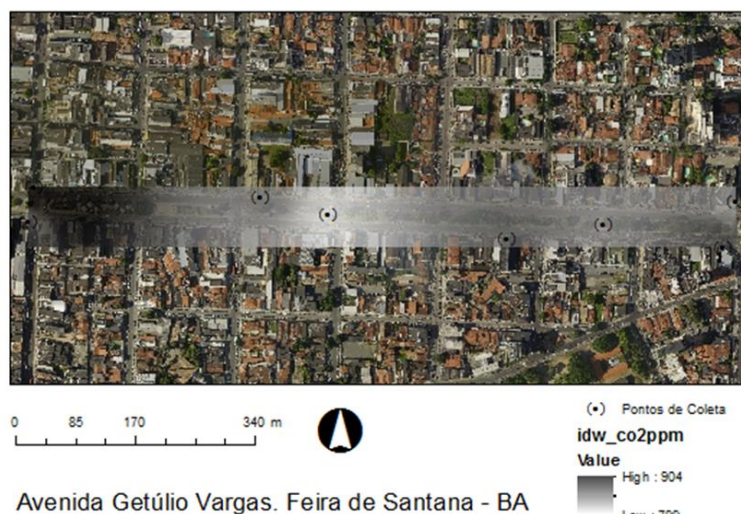 0 85 170 340 m
(•) Pontos de Coleta
idw_co2ppm
Value
High : 904
Avenida Getúlio Vargas. Feira de Santana - BA